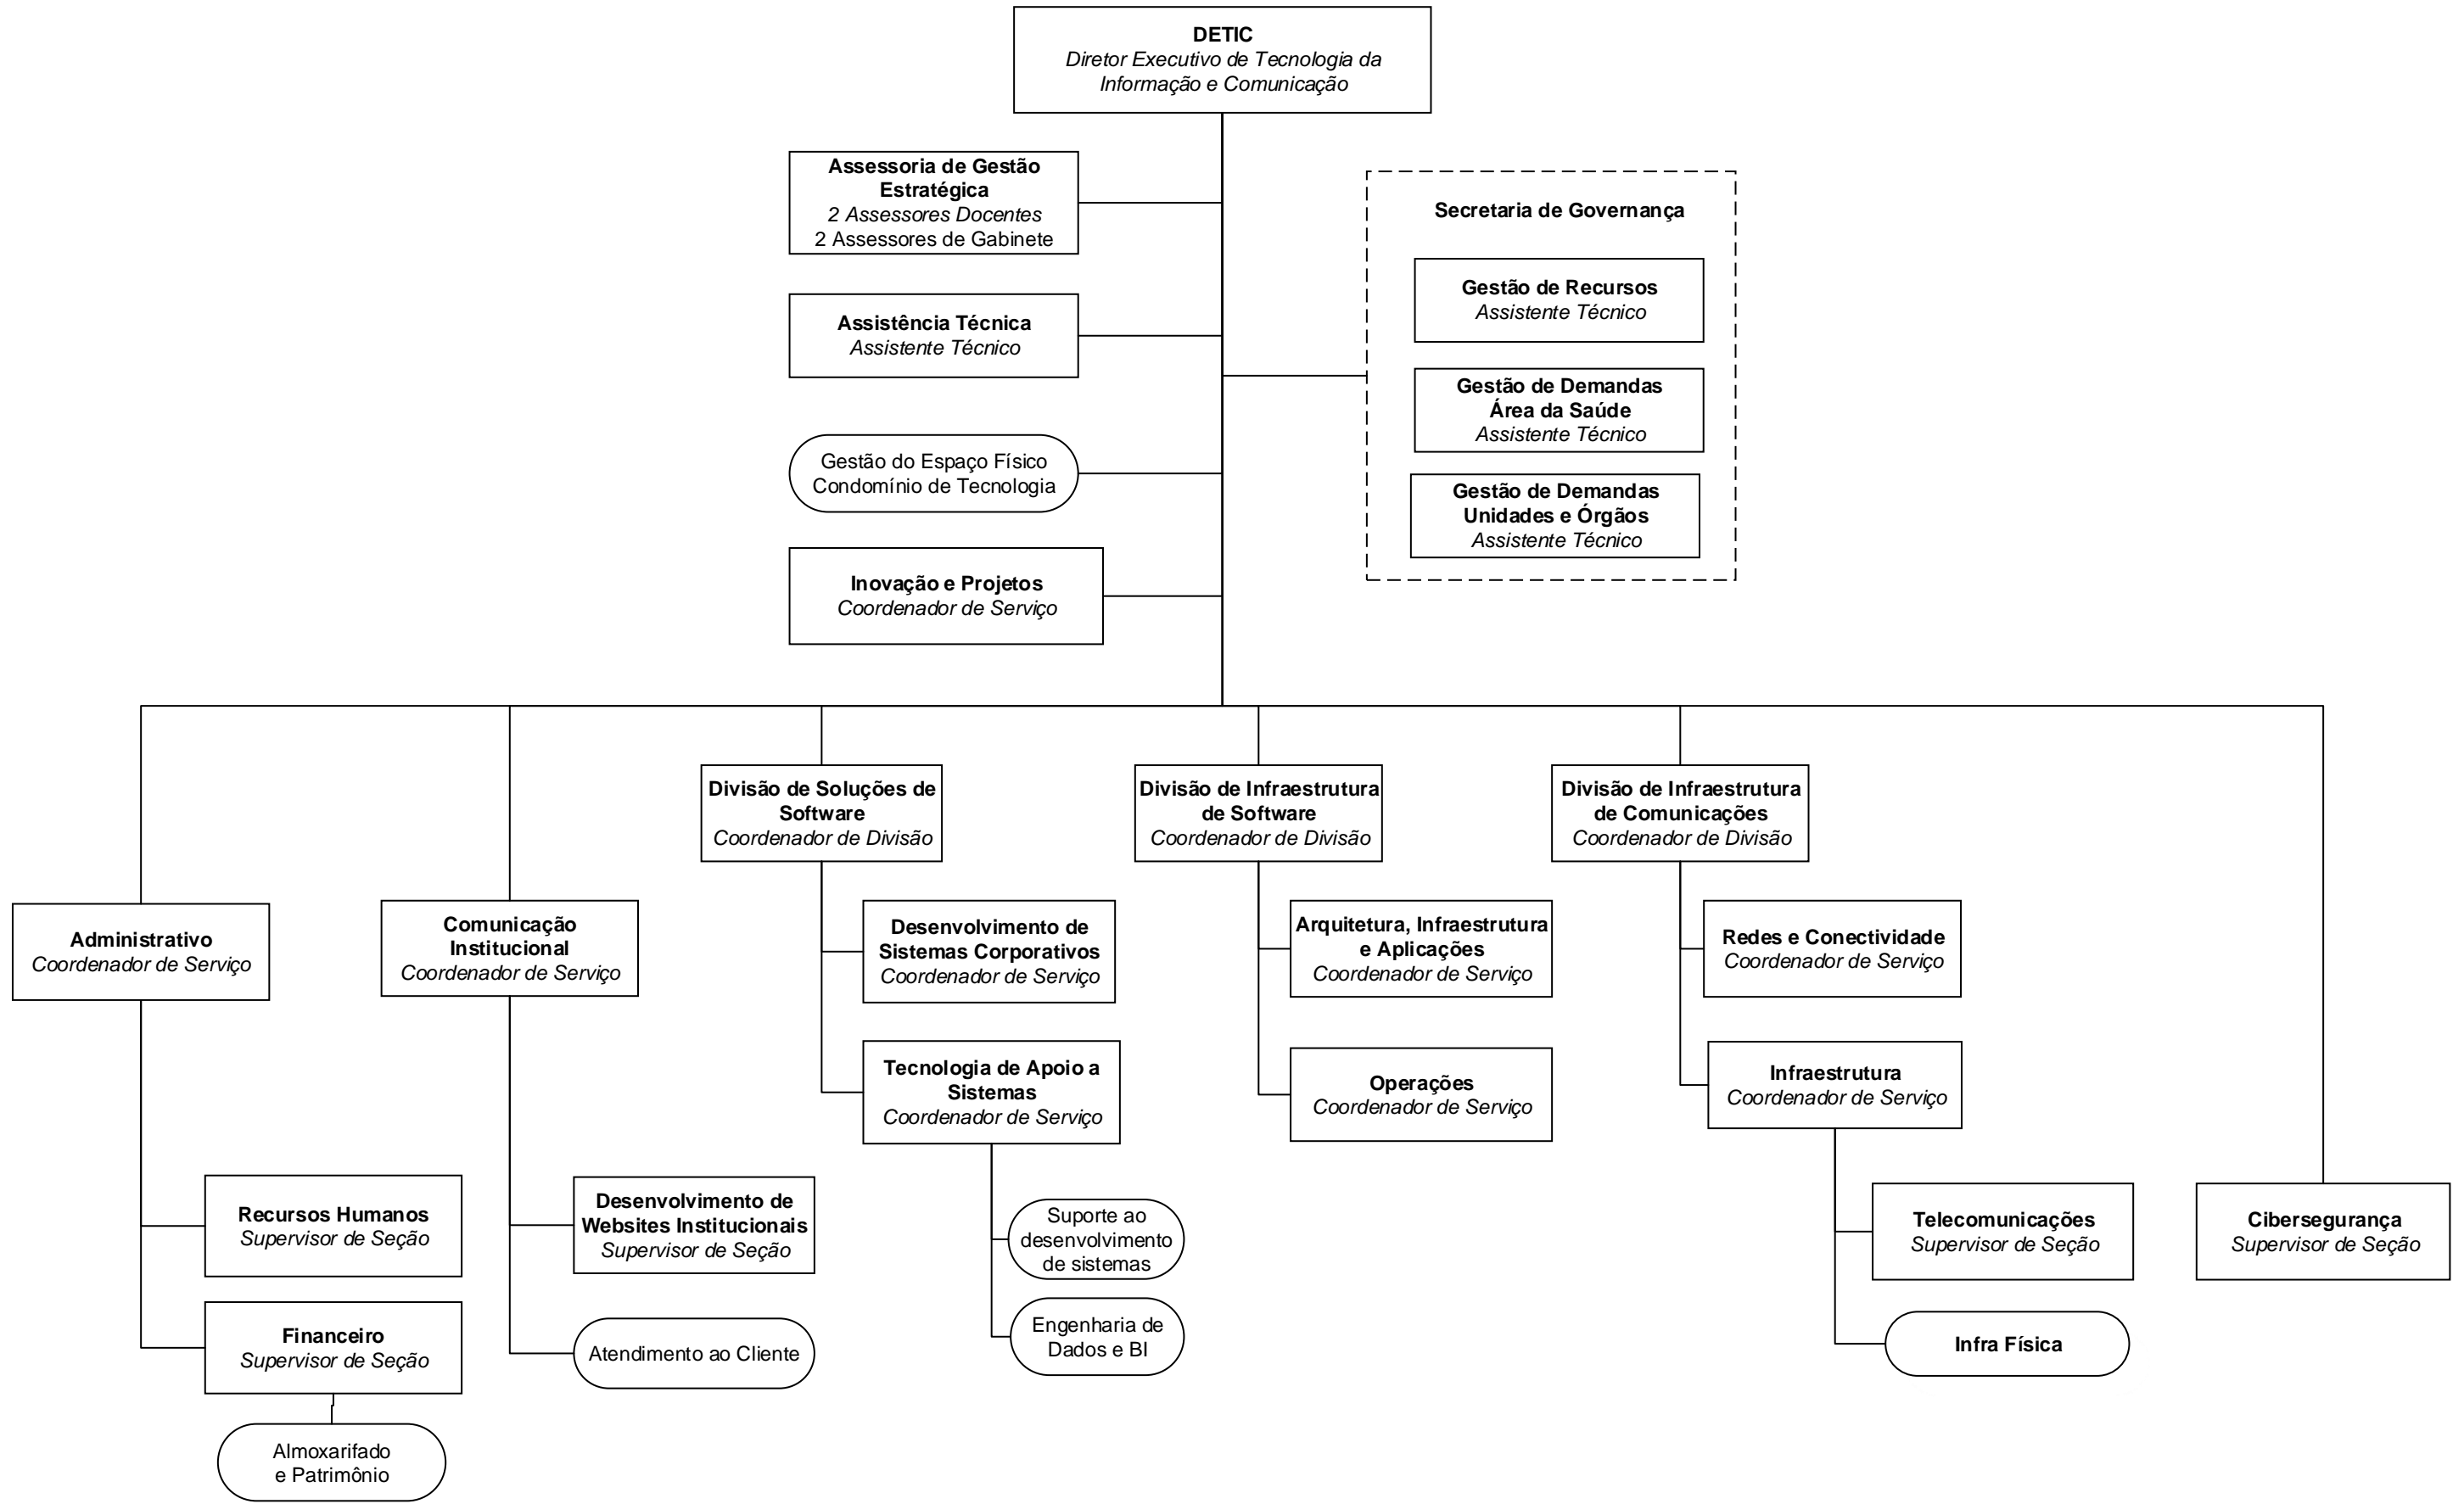 DETIC
Diretor Executivo de Tecnologia da
Informação e Comunicação
Assessoria de Gestão
Estratégica
2 Assessores Docentes
2 Assessores de Gabinete
Assistência Técnica
Assistente Técnico
Gestão do Espaço Físico
Condomínio de Tecnologia
Inovação e Projetos
Coordenador de Serviço
Secretaria de Governança
Gestão de Recursos
Assistente Técnico
Gestão de Demandas
Área da Saúde
Assistente Técnico
Gestão de Demandas
Unidades e Órgãos
Assistente Técnico
Administrativo
Coordenador de Serviço
Recursos Humanos
Supervisor de Seção
Financeiro
Supervisor de Seção
Almoxarifado
e Patrimônio
Comunicação
Institucional
Coordenador de Serviço
Desenvolvimento de
Websites Institucionais
Supervisor de Seção
Atendimento ao Cliente
Divisão de Soluções de
Software
Coordenador de Divisão
Desenvolvimento de
Sistemas Corporativos
Coordenador de Serviço
Tecnologia de Apoio a
Sistemas
Coordenador de Serviço
Suporte ao
desenvolvimento
de sistemas
Engenharia de
Dados e BI
Divisão de Infraestrutura
de Software
Coordenador de Divisão
Arquitetura, Infraestrutura
e Aplicações
Coordenador de Serviço
Operações
Coordenador de Serviço
Divisão de Infraestrutura
de Comunicações
Coordenador de Divisão
Redes e Conectividade
Coordenador de Serviço
Infraestrutura
Coordenador de Serviço
Telecomunicações
Supervisor de Seção
Infra Física
Cibersegurança
Supervisor de Seção